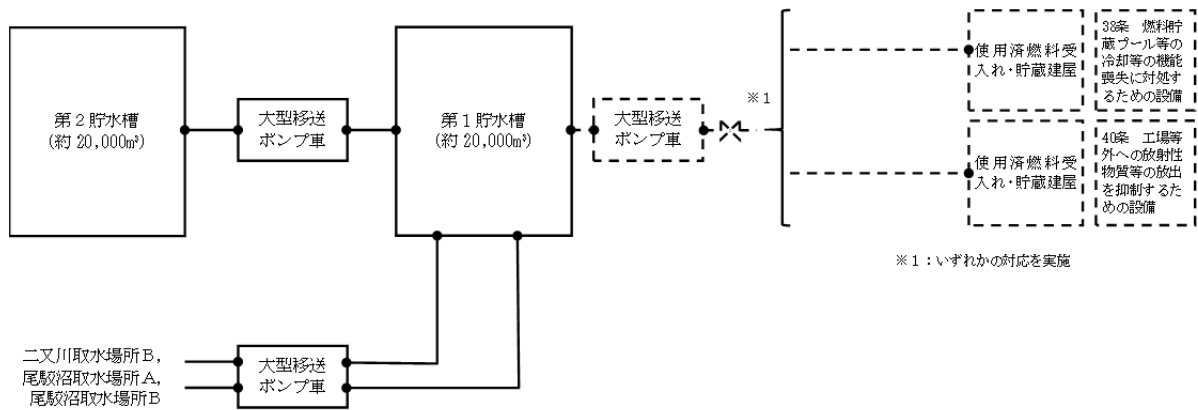 第２貯水槽
(約 20,000m³)
大型移送
ポンプ車
第１貯水槽
(約 20,000m³)
大型移送
ポンプ車
※１
使用済燃料受
入れ・貯蔵建屋
38条　燃料貯
蔵プール等の
冷却等の機能
喪失に対処す
るための設備
使用済燃料受
入れ・貯蔵建屋
40条　工場等
外への放射性
物質等の放出
を抑制するた
めの設備
※１：いずれかの対応を実施
二又川取水場所Ｂ，
尾駮沼取水場所Ａ，
尾駮沼取水場所Ｂ
大型移送
ポンプ車